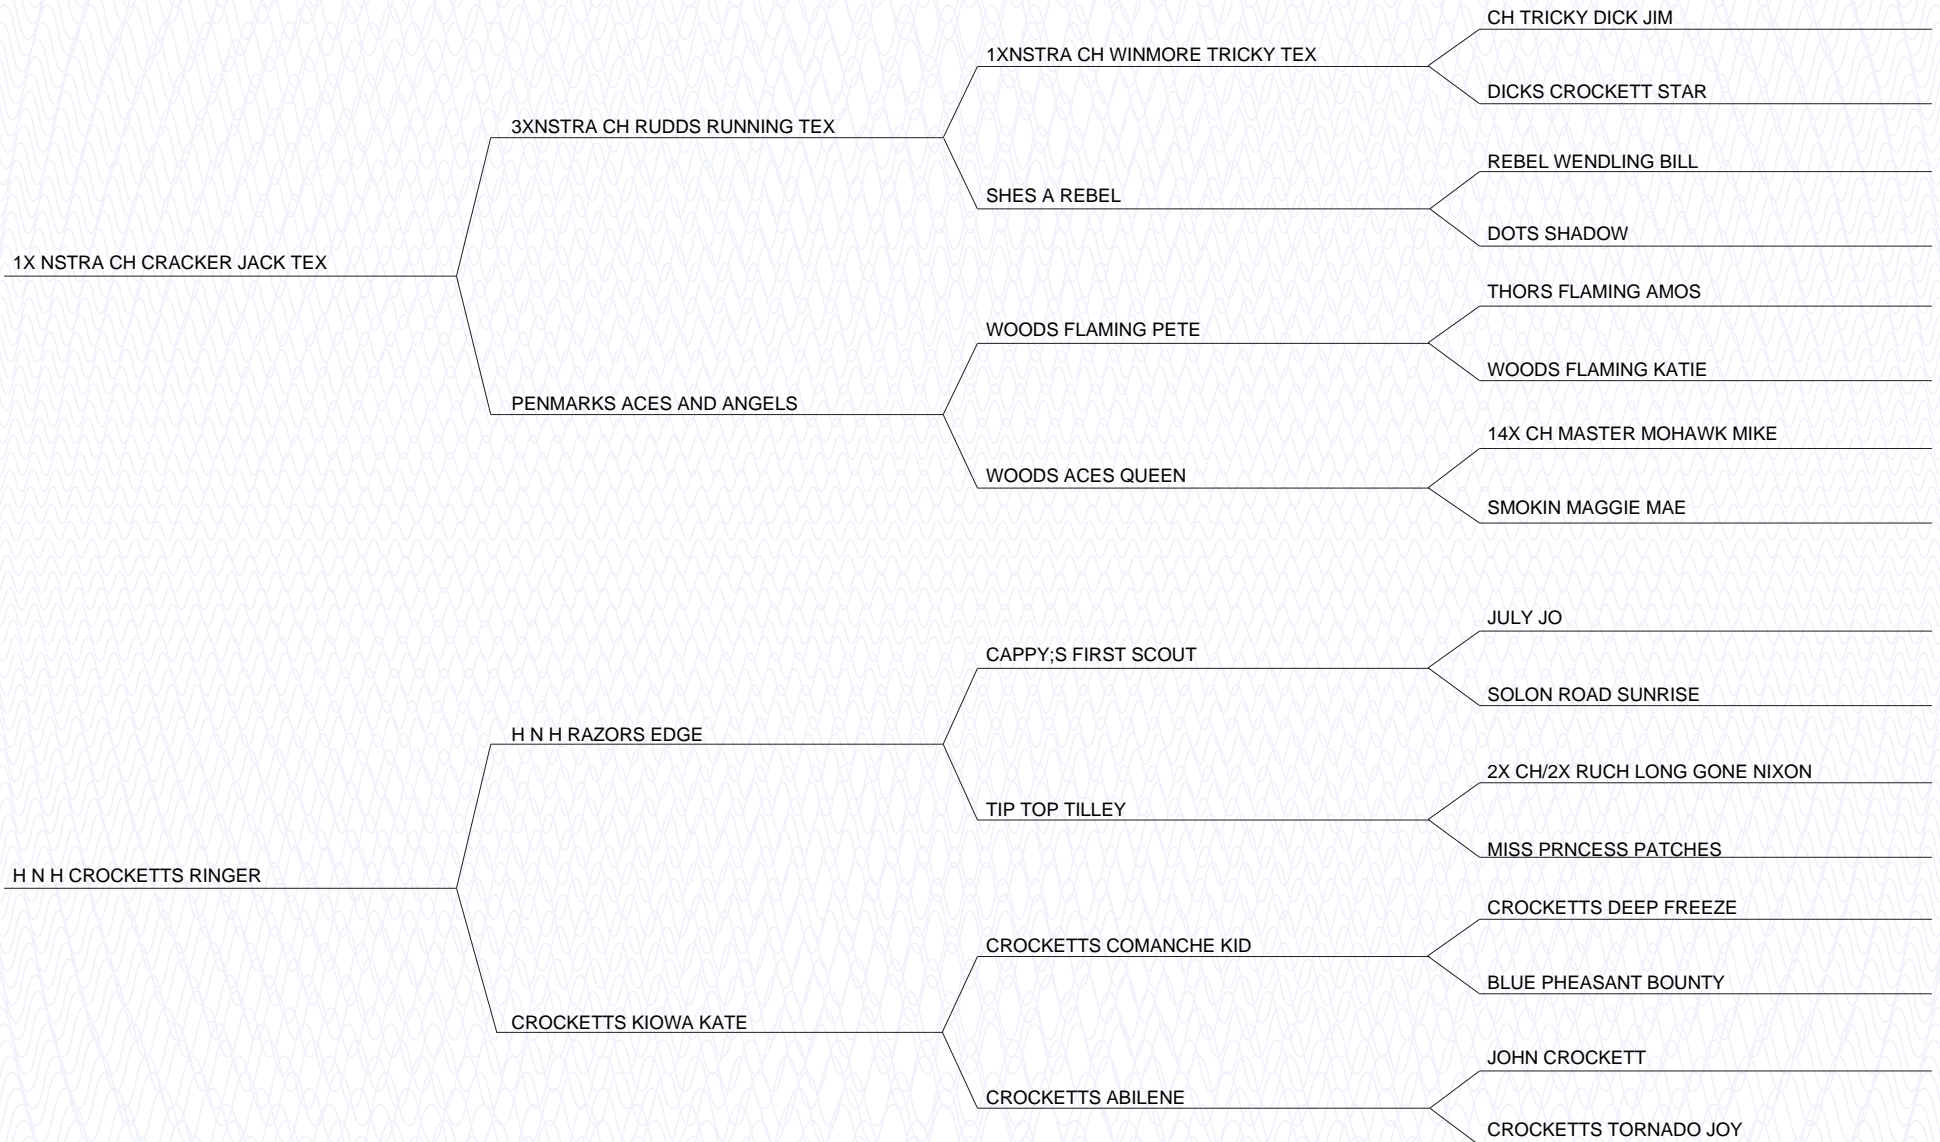 CH TRICKY DICK JIM
1XNSTRA CH WINMORE TRICKY TEX
DICKS CROCKETT STAR
3XNSTRA CH RUDDS RUNNING TEX
REBEL WENDLING BILL
SHES A REBEL
DOTS SHADOW
1X NSTRA CH CRACKER JACK TEX
THORS FLAMING AMOS
WOODS FLAMING PETE
WOODS FLAMING KATIE
PENMARKS ACES AND ANGELS
14X CH MASTER MOHAWK MIKE
WOODS ACES QUEEN
SMOKIN MAGGIE MAE
JULY JO
CAPPY;S FIRST SCOUT
SOLON ROAD SUNRISE
H N H RAZORS EDGE
2X CH/2X RUCH LONG GONE NIXON
TIP TOP TILLEY
MISS PRNCESS PATCHES
H N H CROCKETTS RINGER
CROCKETTS DEEP FREEZE
CROCKETTS COMANCHE KID
BLUE PHEASANT BOUNTY
CROCKETTS KIOWA KATE
JOHN CROCKETT
CROCKETTS ABILENE
CROCKETTS TORNADO JOY